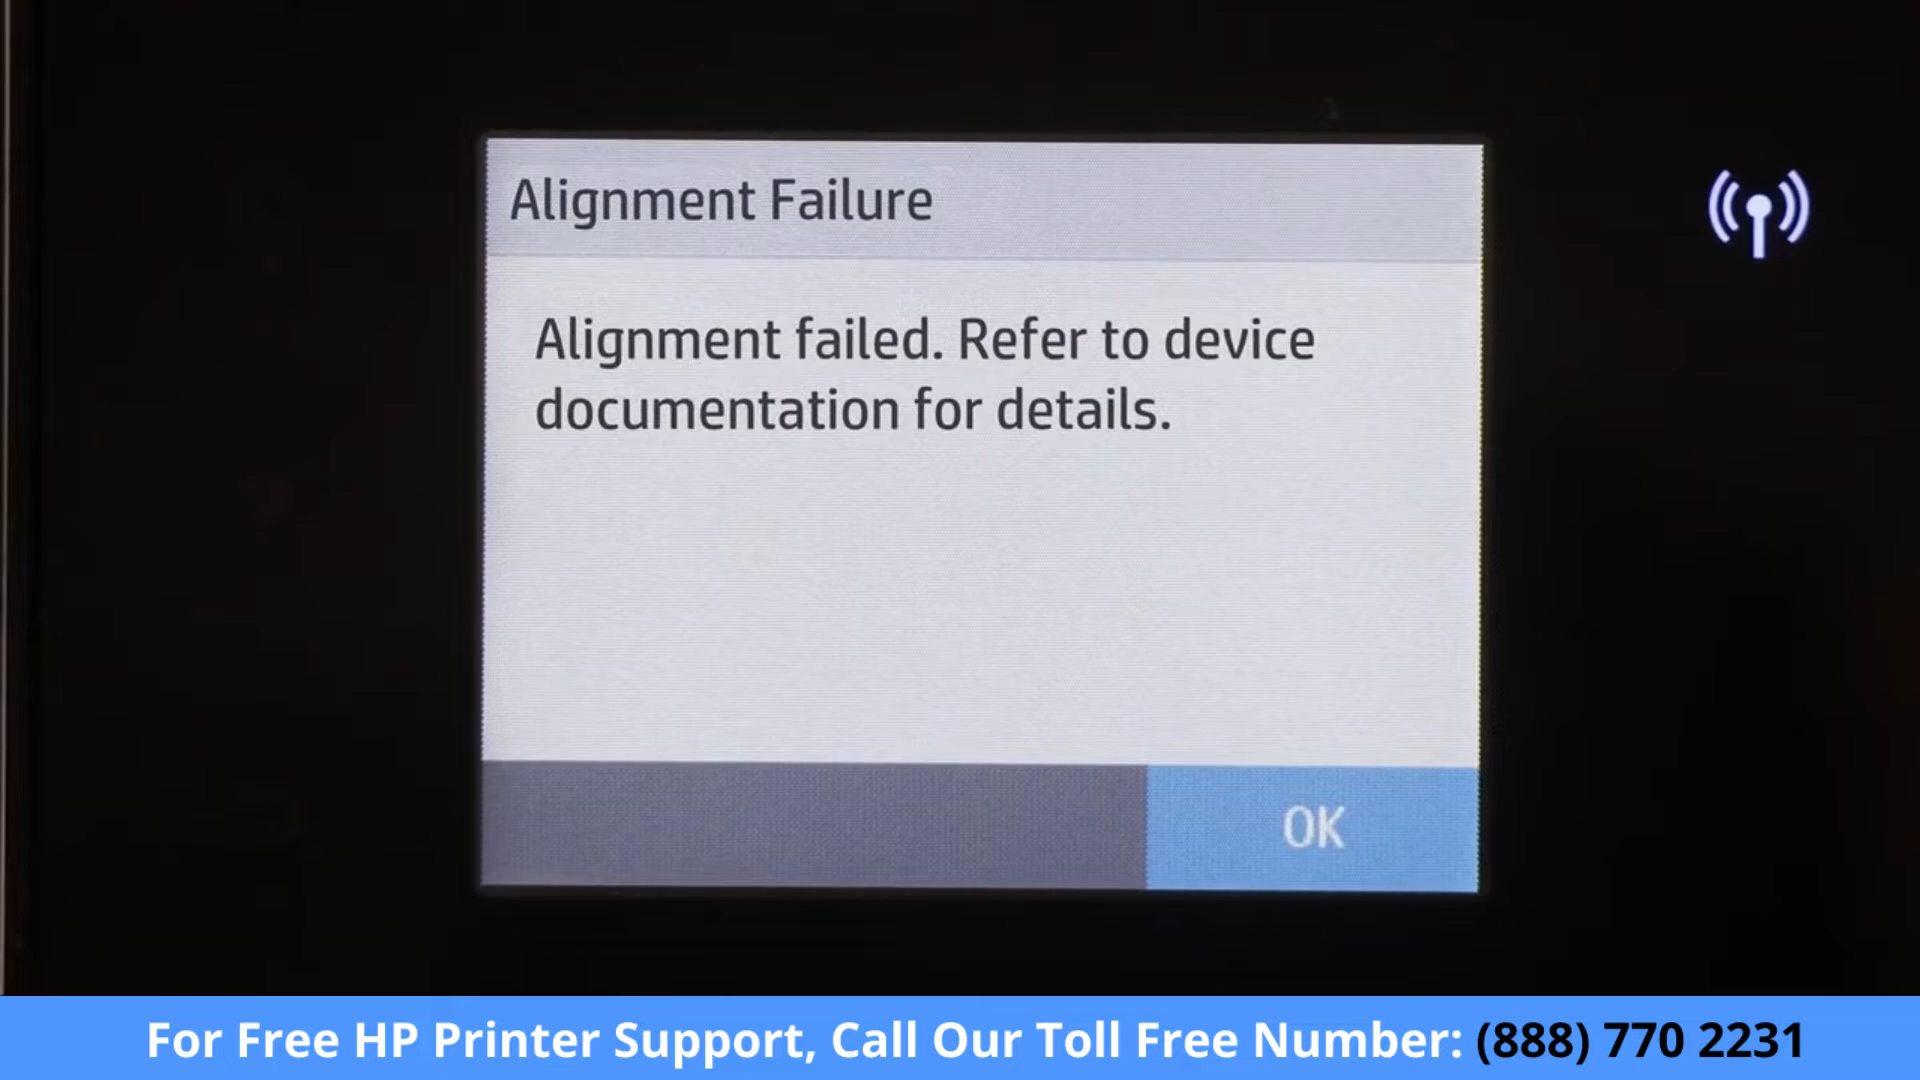 Alignment Failure
Alignment failed. Refer to device
documentation for details.
OK
For Free HP Printer Support, Call Our Toll Free Number: (888) 770 2231